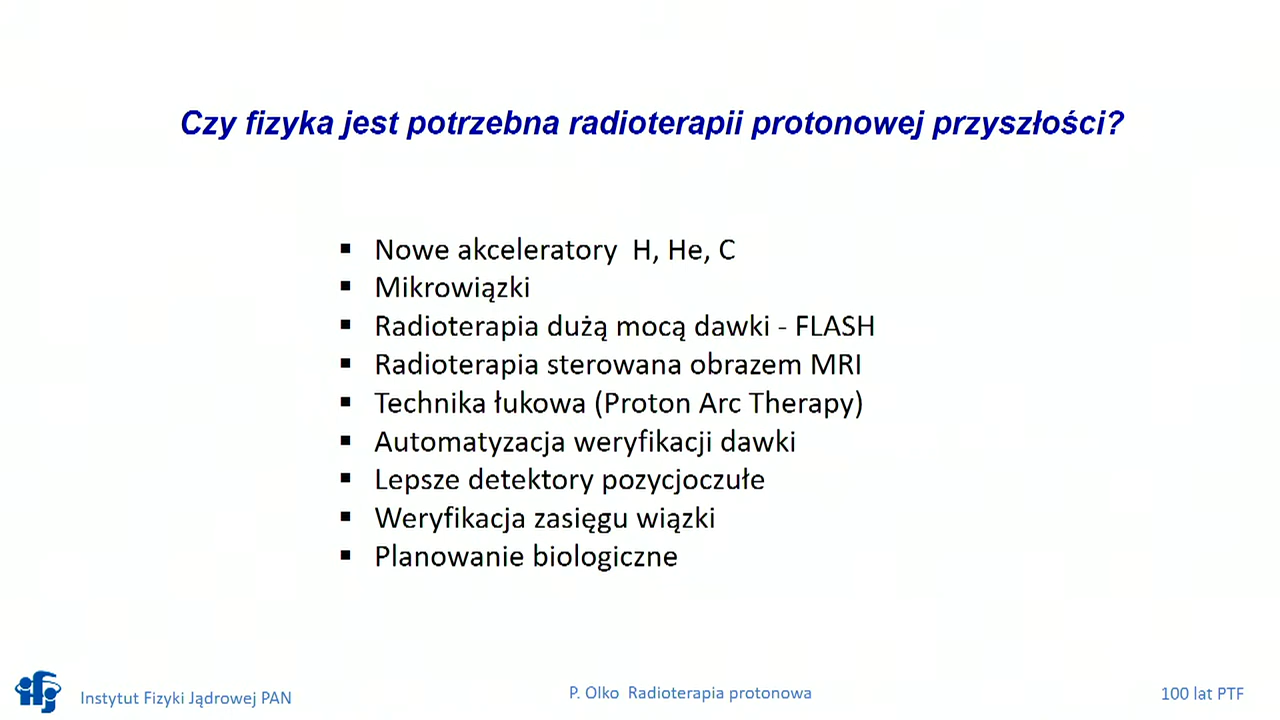 Czy fizyka jest potrzebna radioterapii protonowej przyszłości?
▪ Nowe akceleratory H, He, C
▪ Mikrowiązki
▪ Radioterapia dużą mocą dawki - FLASH
▪ Radioterapia sterowana obrazem MRI
▪ Technika łukowa (Proton Arc Therapy)
▪ Automatyzacja weryfikacji dawki
▪ Lepsze detektory pozycjoczułe
▪ Weryfikacja zasięgu wiązki
▪ Planowanie biologiczne
ifj Instytut Fizyki Jądrowej PAN
P. Olko Radioterapia protonowa
100 lat PTF